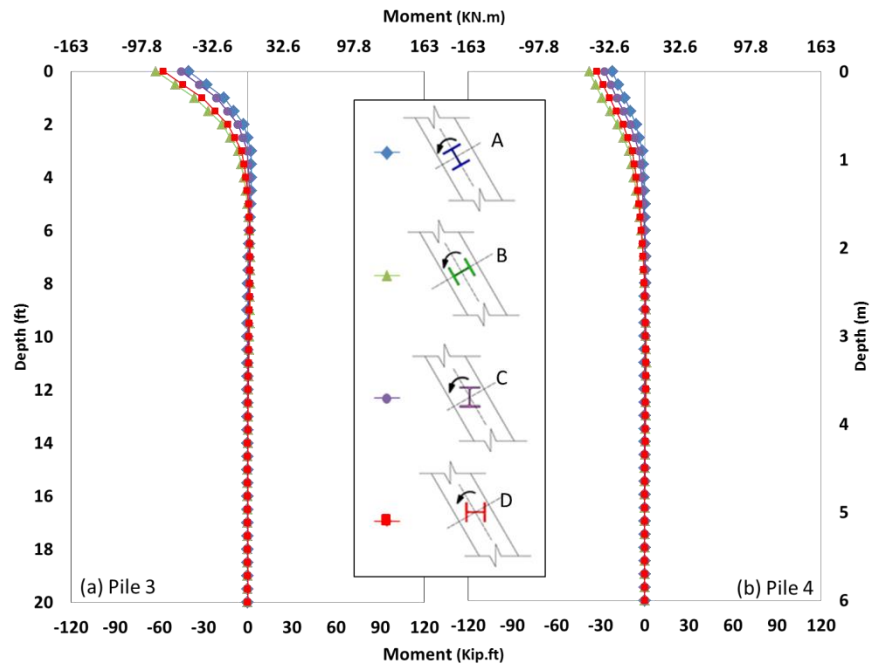 Moment (KN.m)
-163 -97.8 -32.6 32.6 97.8 163 -163 -97.8 -32.6 32.6 97.8 163
0
2
4
6
8
10
12
14
16
18
20
Depth (ft)
A
B
C
D
(a) Pile 3
(b) Pile 4
0
1
2
3
4
5
6
Depth (m)
-120 -90 -60 -30 0 30 60 90 120 -120 -90 -60 -30 0 30 60 90 120
Moment (Kip.ft)